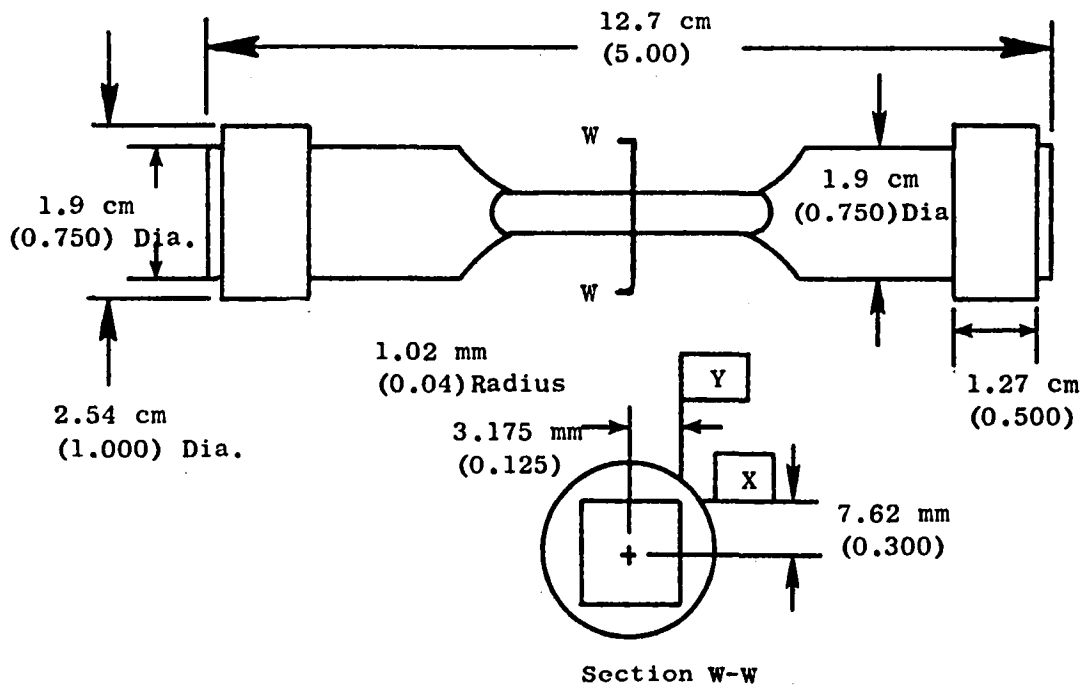 12.7 cm
(5.00)
W
1.9 cm
(0.750) Dia.
1.9 cm
(0.750)Dia
W
2.54 cm
(1.000) Dia.
1.02 mm
(0.04)Radius
Y
1.27 cm
(0.500)
3.175 mm
(0.125)
X
7.62 mm
(0.300)
Section W-W